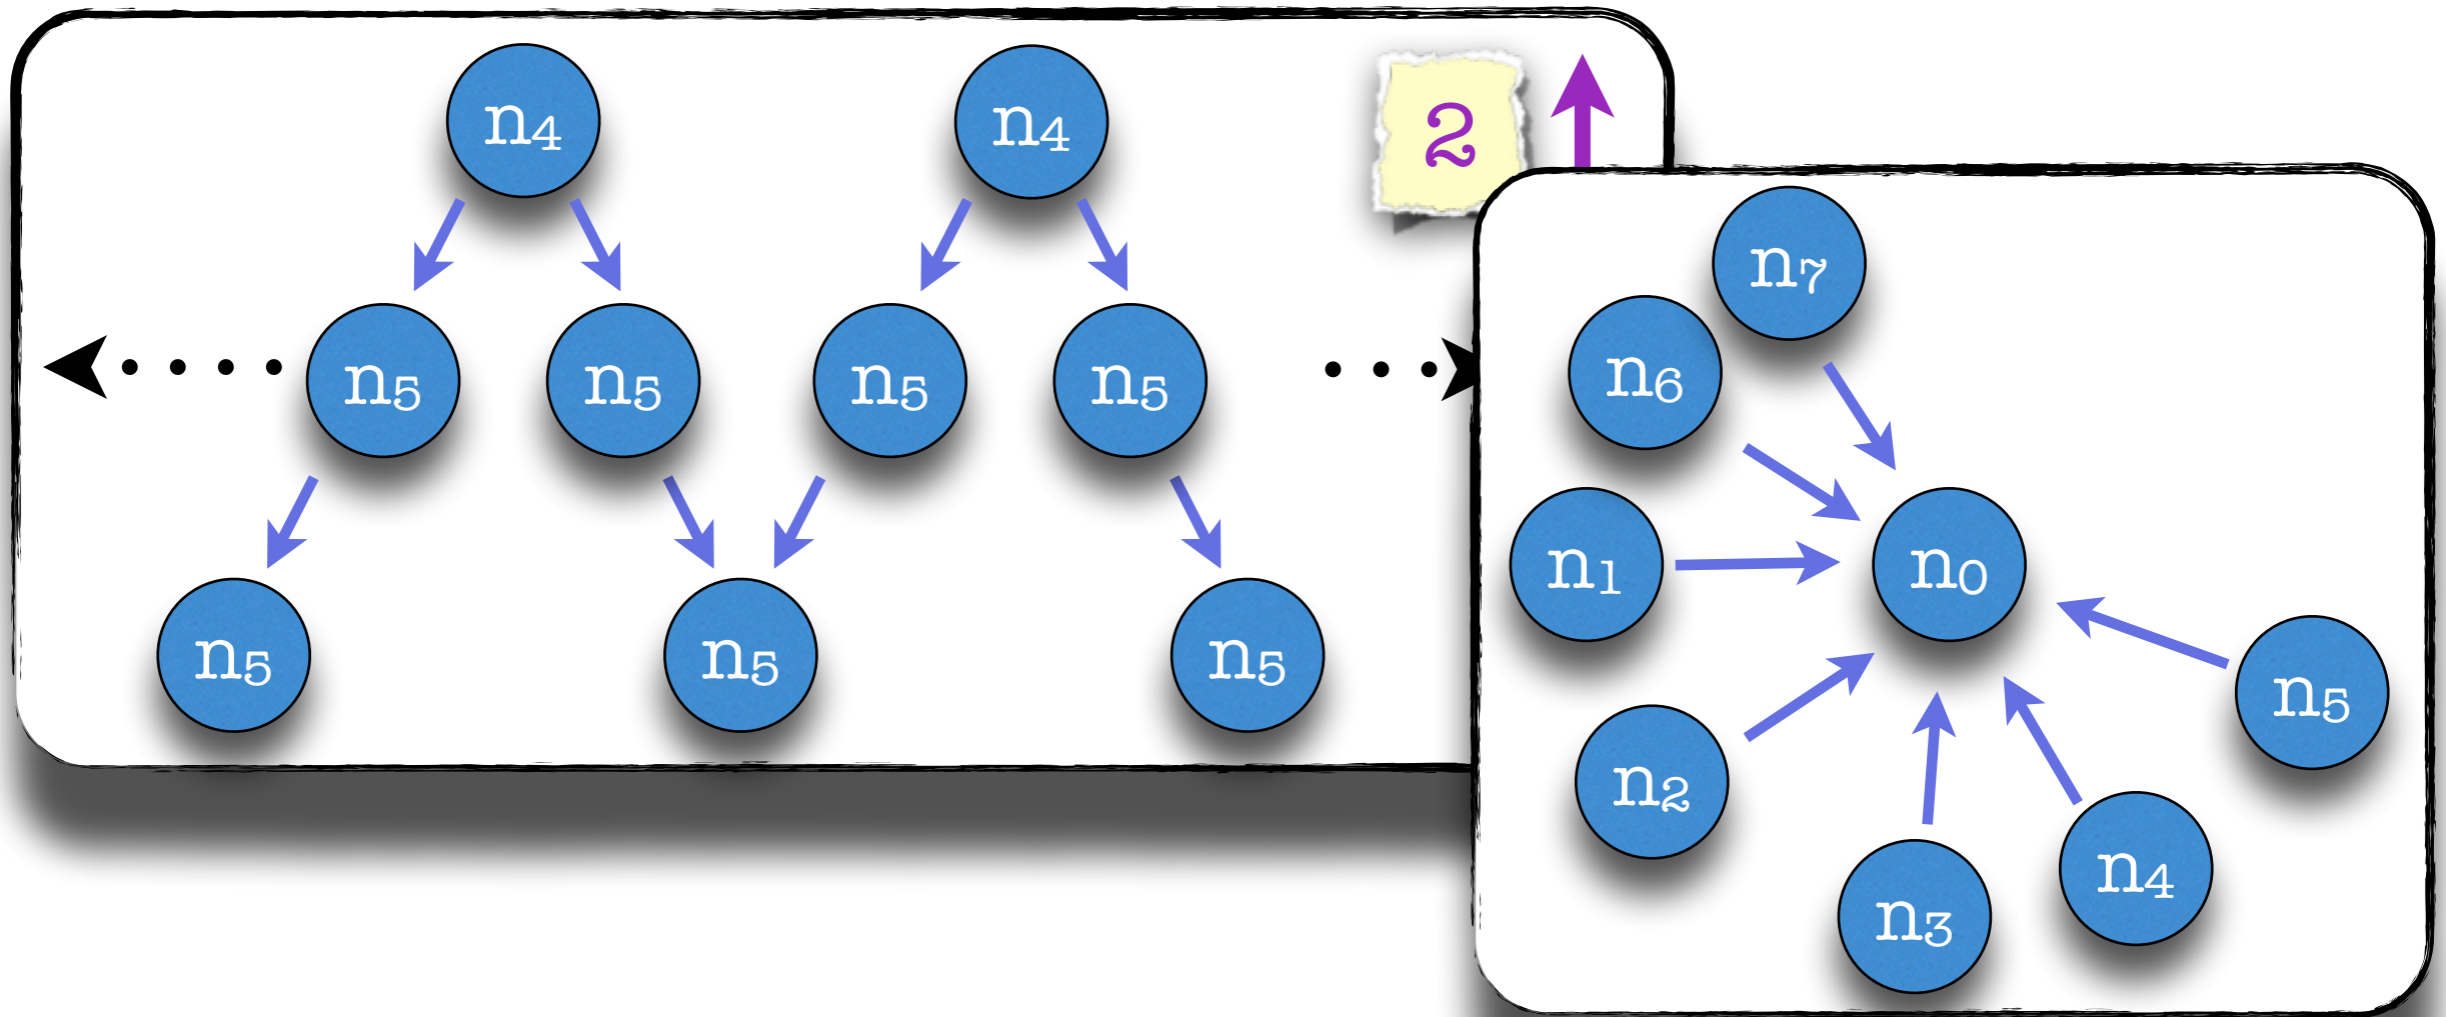 n₄ n₄ 2
n₅ n₅ n₅ n₅
n₅ n₅ n₅
n₇
n₆
n₁ n₀
n₅
n₂
n₄
n₃